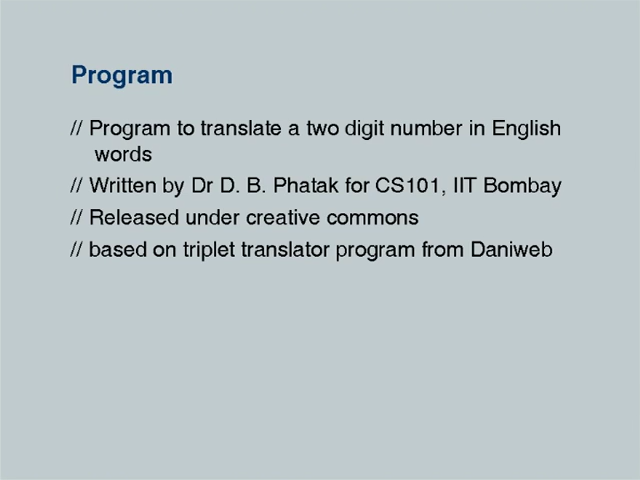 Program
// Program to translate a two digit number in English
words
// Written by Dr D. B. Phatak for CS101, IIT Bombay
// Released under creative commons
// based on triplet translator program from Daniweb